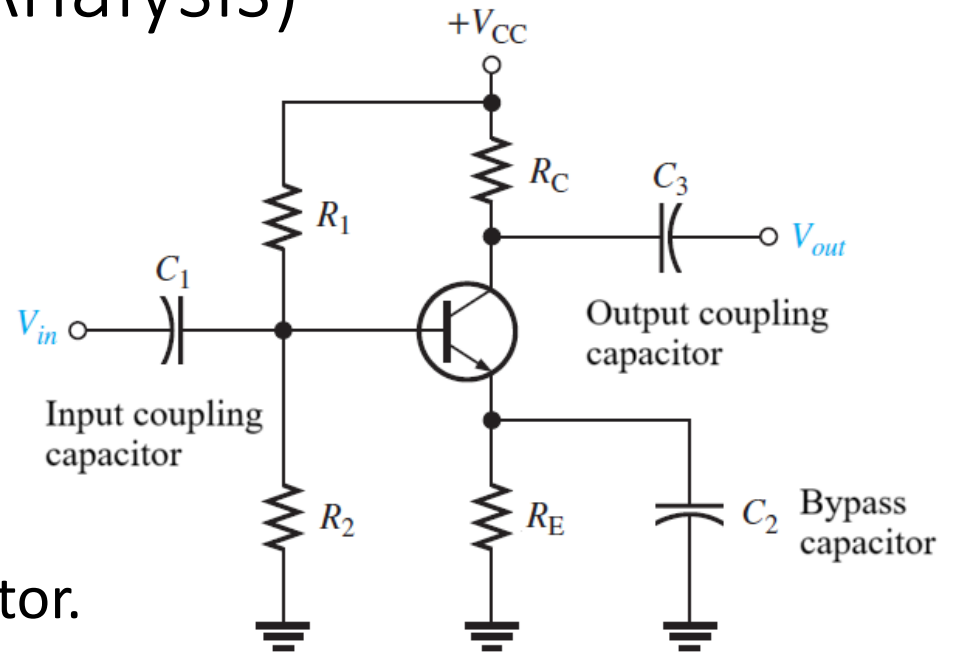 Analysis)
+VCC
RC
C3
R1
Vout
C1
Vin
Output coupling
capacitor
Input coupling
capacitor
R2
RE
C2
Bypass
capacitor
tor.